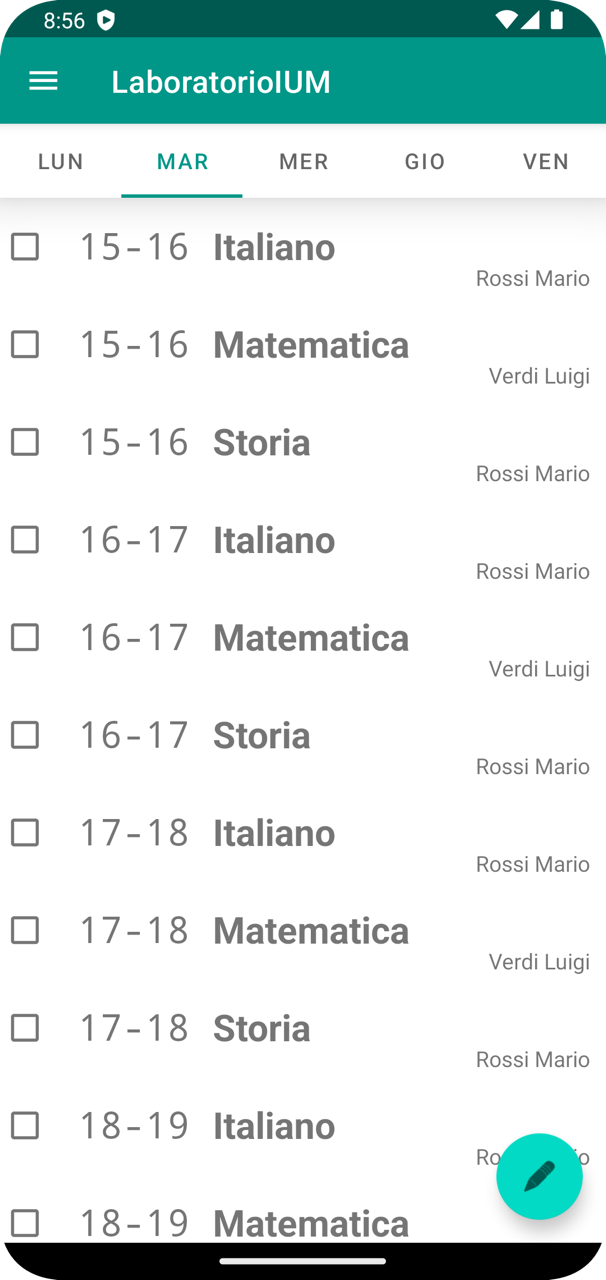 8:56
LaboratorioIUM
LUN MAR MER GIO VEN
15-16 Italiano
Rossi Mario
15-16 Matematica
Verdi Luigi
15-16 Storia
Rossi Mario
16-17 Italiano
Rossi Mario
16-17 Matematica
Verdi Luigi
16-17 Storia
Rossi Mario
17-18 Italiano
Rossi Mario
17-18 Matematica
Verdi Luigi
17-18 Storia
Rossi Mario
18-19 Italiano
18-19 Matematica